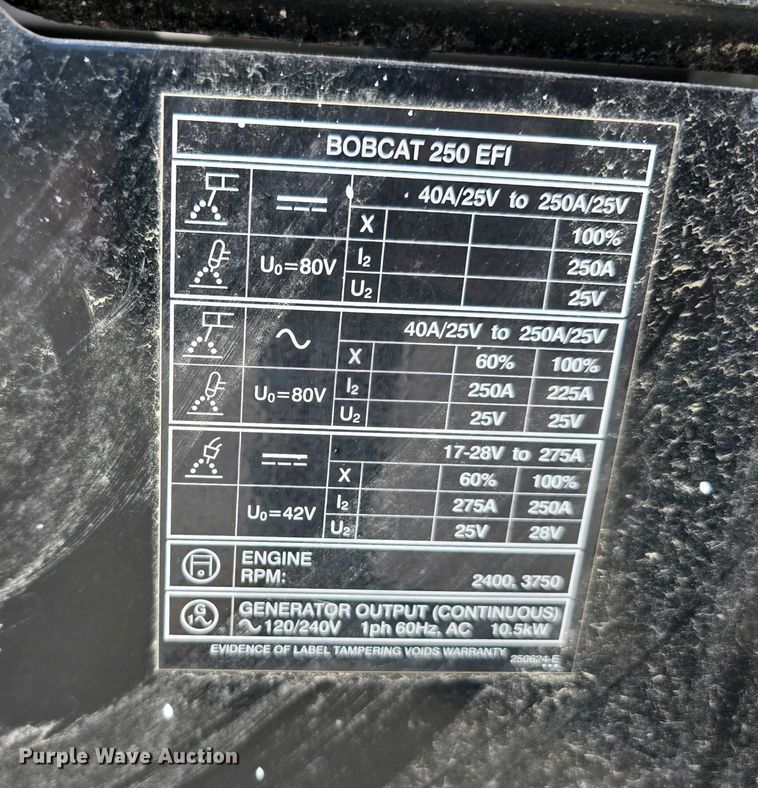 BOBCAT 250 EFI
40A/25V to 250A/25V
X 100%
U₀=80V I₂ 250A
U₂ 25V
40A/25V to 250A/25V
X 60% 100%
U₀=80V I₂ 250A 225A
U₂ 25V 25V
17-28V to 275A
X 60% 100%
U₀=42V I₂ 275A 250A
U₂ 25V 28V
ENGINE
RPM: 2400, 3750
G
1~ GENERATOR OUTPUT (CONTINUOUS)
~120/240V 1ph 60Hz, AC 10.5kW
EVIDENCE OF LABEL TAMPERING VOIDS WARRANTY 250624-E
Purple Wave Auction